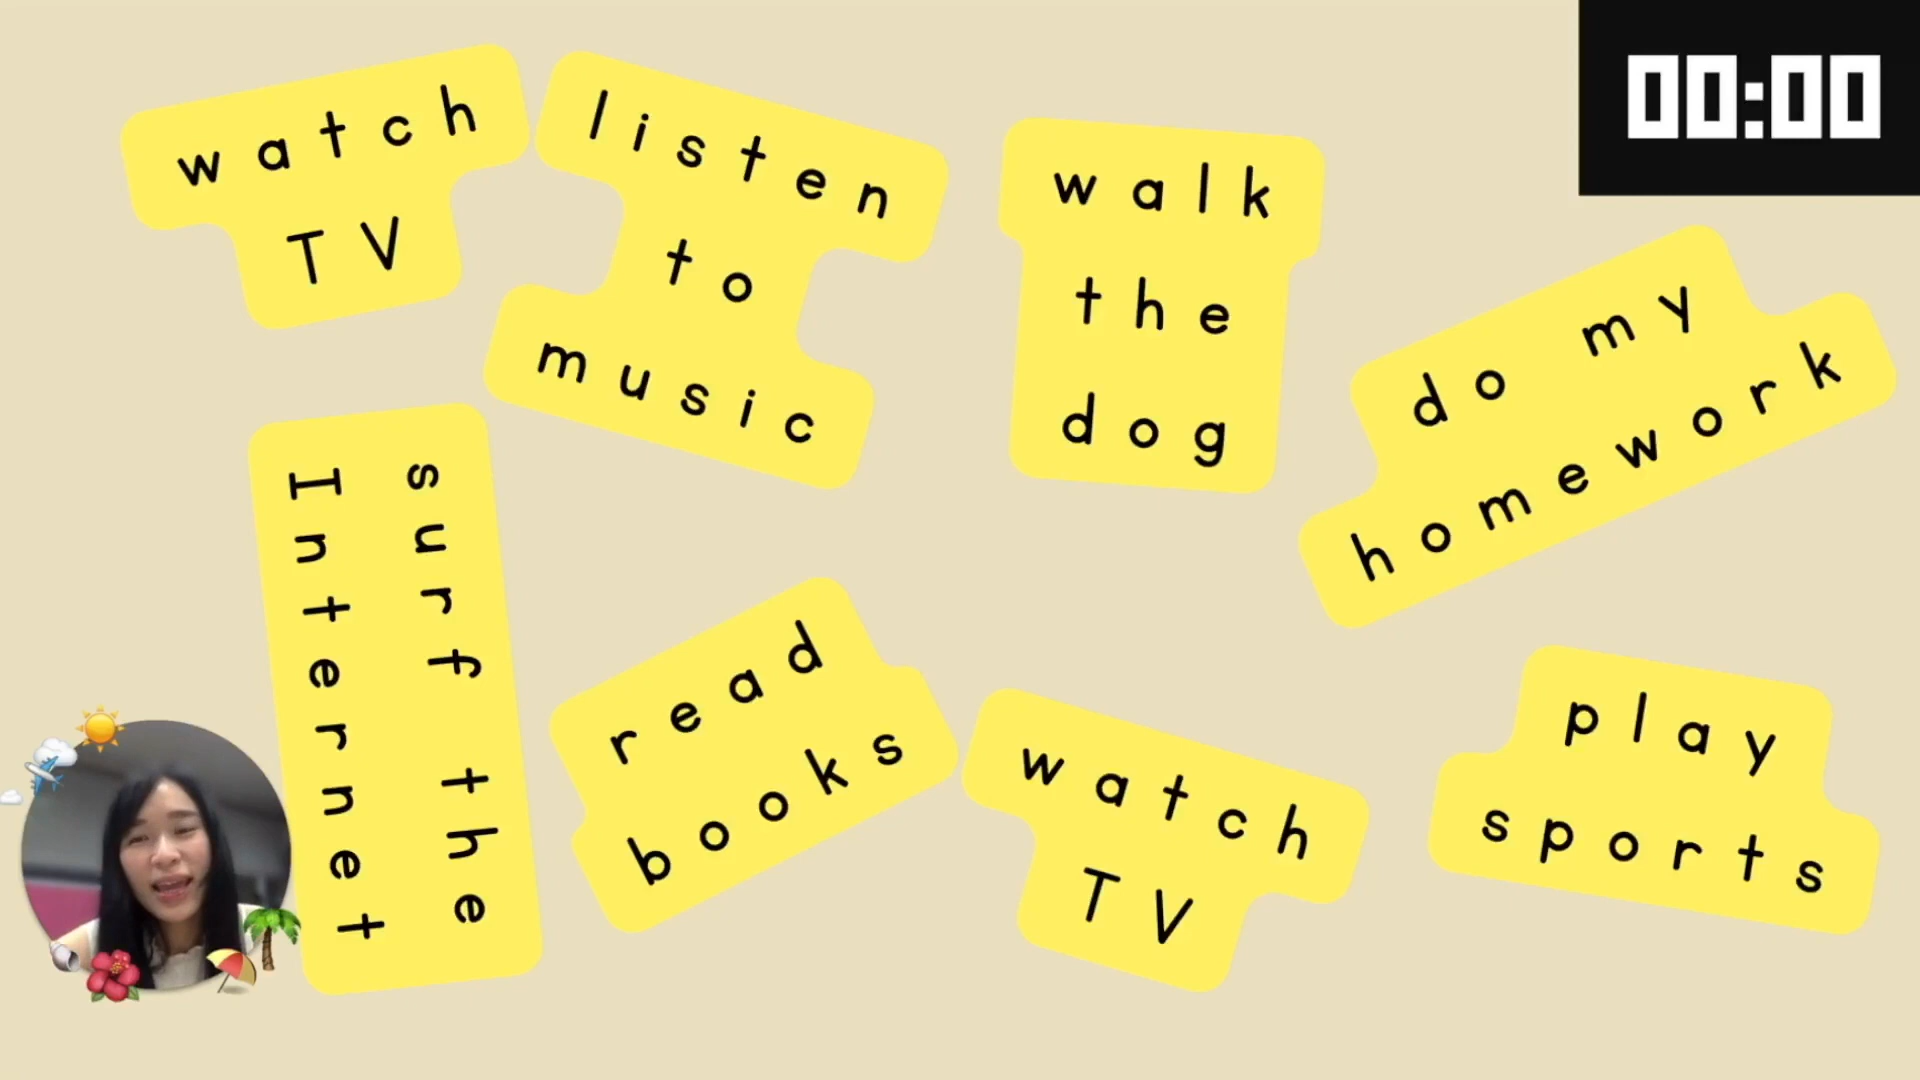 watch
TV
listen
to
music
walk
the
dog
00:00
do my
homework
surf the
Internet
read
books
watch
TV
play
sports